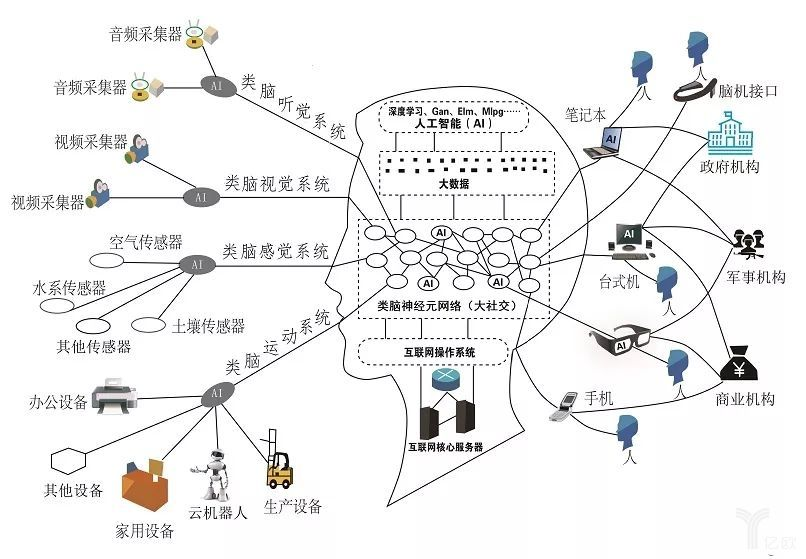 音频采集器
音频采集器
AI
类脑听觉系统
视频采集器
视频采集器
AI
类脑视觉系统
空气传感器
水系传感器
其他传感器
土壤传感器
AI
类脑感觉系统
类脑运动系统
AI
办公设备
其他设备
家用设备
云机器人
生产设备
深度学习、Gan、Elm、Mlpg······
人工智能（AI）
大数据
AI
AI
AI
类脑神经元网络（大社交）
互联网操作系统
互联网核心服务器
人
人
笔记本
AI
脑机接口
政府机构
AI
台式机
人
军事机构
AI
人
商业机构
¥
手机
人
亿欧